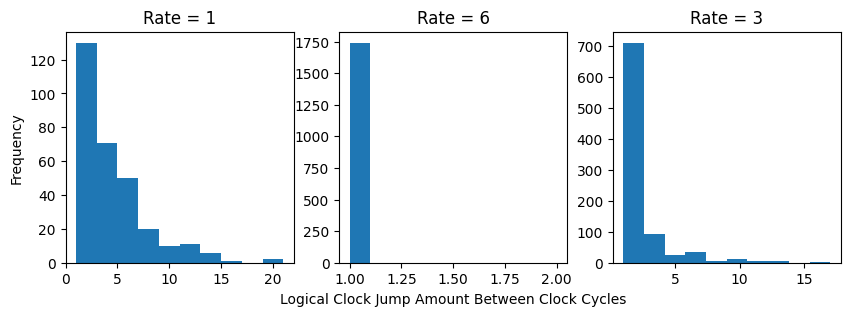 Rate = 1
Rate = 6
Rate = 3
Frequency
120
100
80
60
40
20
0
0 5 10 15 20
1750
1500
1250
1000
750
500
250
0
1.00 1.25 1.50 1.75 2.00
700
600
500
400
300
200
100
0
5 10 15
Logical Clock Jump Amount Between Clock Cycles